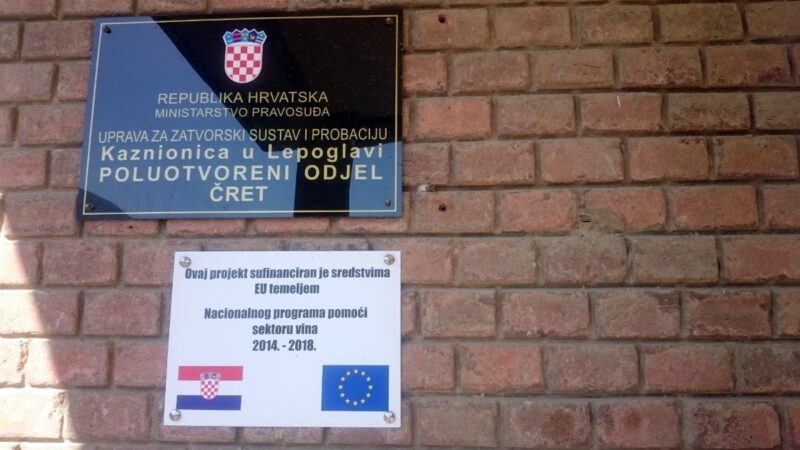 REPUBLIKA HRVATSKA
MINISTARSTVO PRAVOSUĐA
UPRAVA ZA ZATVORSKI SUSTAV I PROBACIJU
Kaznionica u Lepoglavi
POLUOTVORENI ODJEL
ČRET
Ovaj projekt sufinanciran je sredstvima
EU temeljem
Nacionalnog programa pomoći
sektoru vina
2014. - 2018.